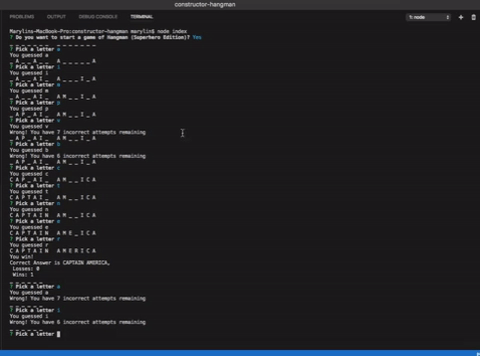 constructor-hangman
PROBLEMS OUTPUT DEBUG CONSOLE TERMINAL 1: node
Marylins-MacBook-Pro:constructor-hangman marylin$ node index
? Do you want to start a game of Hangman (Superhero Edition)? Yes
_ _ _ _ _ _ _  _ _ _ _ _ _ _
? Pick a letter a
You guessed a
_ A _ _ A _ _  A _ _ _ _ _ A
? Pick a letter i
You guessed i
_ A _ _ A I _  A _ _ _ I _ A
? Pick a letter m
You guessed m
_ A _ _ A I _  A M _ _ I _ A
? Pick a letter p
You guessed p
_ A P _ A I _  A M _ _ I _ A
? Pick a letter v
You guessed v
Wrong! You have 7 incorrect attempts remaining
_ A P _ A I _  A M _ _ I _ A
? Pick a letter b
You guessed b
Wrong! You have 6 incorrect attempts remaining
_ A P _ A I _  A M _ _ I _ A
? Pick a letter c
You guessed c
C A P _ A I _  A M _ _ I C A
? Pick a letter t
You guessed t
C A P T A I _  A M _ _ I C A
? Pick a letter n
You guessed n
C A P T A I N  A M _ _ I C A
? Pick a letter e
You guessed e
C A P T A I N  A M E _ I C A
? Pick a letter r
You guessed r
C A P T A I N  A M E R I C A
You win!
Correct Answer is CAPTAIN AMERICA,
Losses: 0
Wins: 1
_ _ _ _ _ _
? Pick a letter a
You guessed a
Wrong! You have 7 incorrect attempts remaining
_ _ _ _ _ _
? Pick a letter i
You guessed i
Wrong! You have 6 incorrect attempts remaining
_ _ _ _ _ _
? Pick a letter